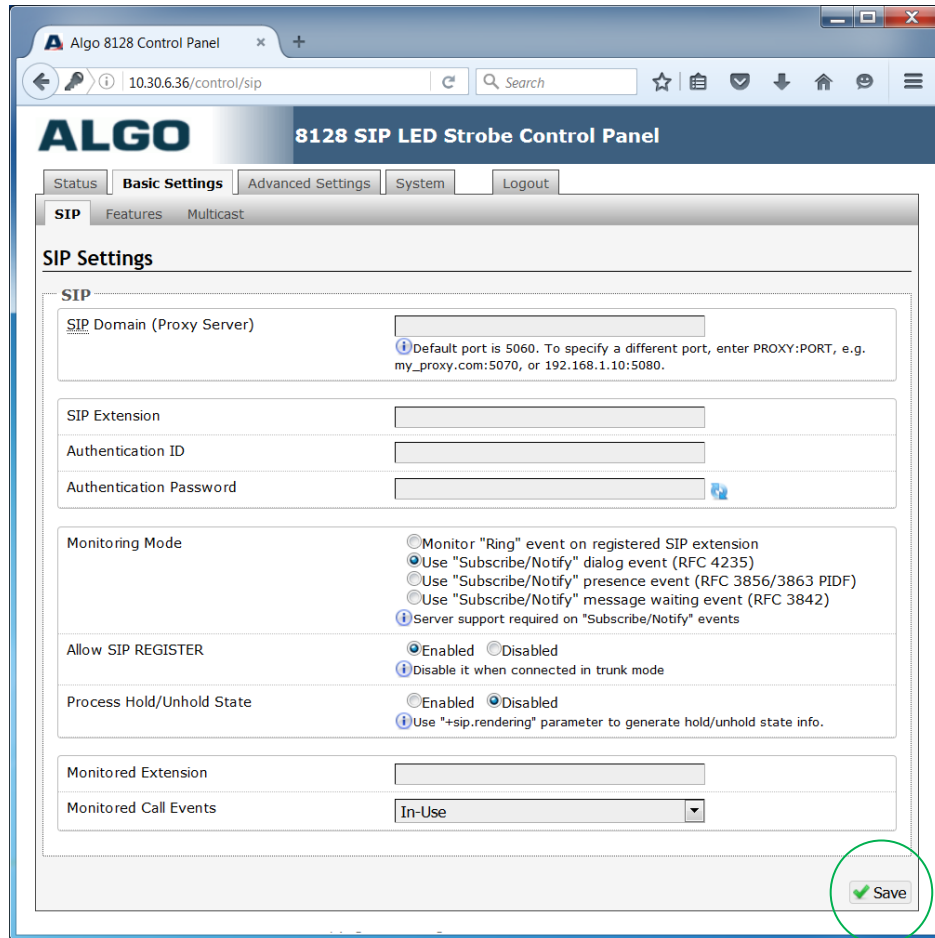 Algo 8128 Control Panel
10.30.6.36/control/sip
Search
ALGO
8128 SIP LED Strobe Control Panel
Status Basic Settings Advanced Settings System Logout
SIP Features Multicast
SIP Settings
SIP
SIP Domain (Proxy Server)
Default port is 5060. To specify a different port, enter PROXY:PORT, e.g.
my_proxy.com:5070, or 192.168.1.10:5080.
SIP Extension
Authentication ID
Authentication Password
Monitoring Mode
Monitor "Ring" event on registered SIP extension
Use "Subscribe/Notify" dialog event (RFC 4235)
Use "Subscribe/Notify" presence event (RFC 3856/3863 PIDF)
Use "Subscribe/Notify" message waiting event (RFC 3842)
Server support required on "Subscribe/Notify" events
Allow SIP REGISTER
Enabled Disabled
Disable it when connected in trunk mode
Process Hold/Unhold State
Enabled Disabled
Use "+sip.rendering" parameter to generate hold/unhold state info.
Monitored Extension
Monitored Call Events
In-Use
Save